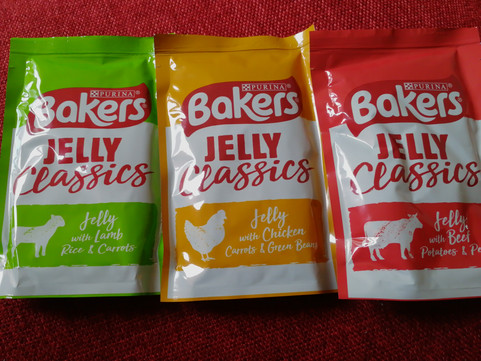 PURINA
Bakers
JELLY
Classics
Jelly
with Lamb
Rice & Carrots
PURINA
Bakers
JELLY
Classics
Jelly
with Chicken
Carrots & Green Beans
PURINA
Bakers
JELLY
Classics
Jelly
with Beef
Potatoes &